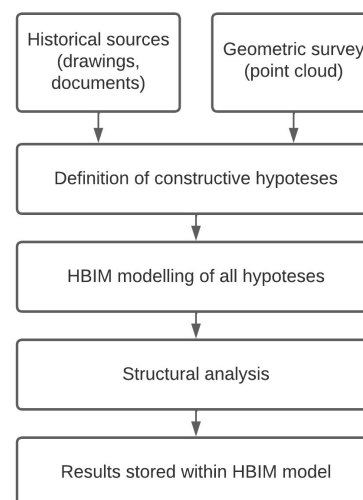 Historical sources
(drawings,
documents)
Geometric survey
(point cloud)
Definition of constructive hypoteses
HBIM modelling of all hypoteses
Structural analysis
Results stored within HBIM model